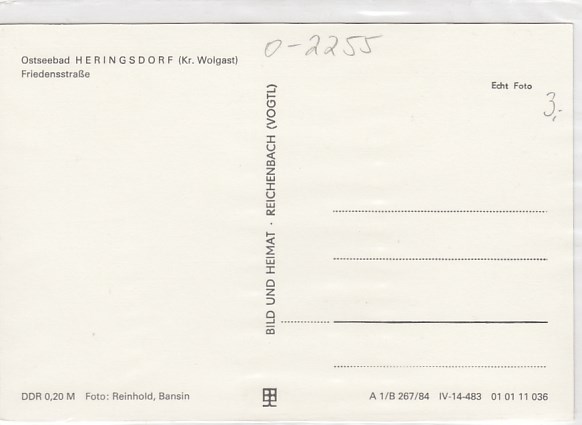 Ostseebad HERINGSDORF (Kr. Wolgast)
Friedensstraße
0-2255
Echt Foto
3,-
BILD UND HEIMAT · REICHENBACH (VOGTL)
DDR 0,20 M Foto: Reinhold, Bansin
A 1/B 267/84 IV-14-483 01 01 11 036